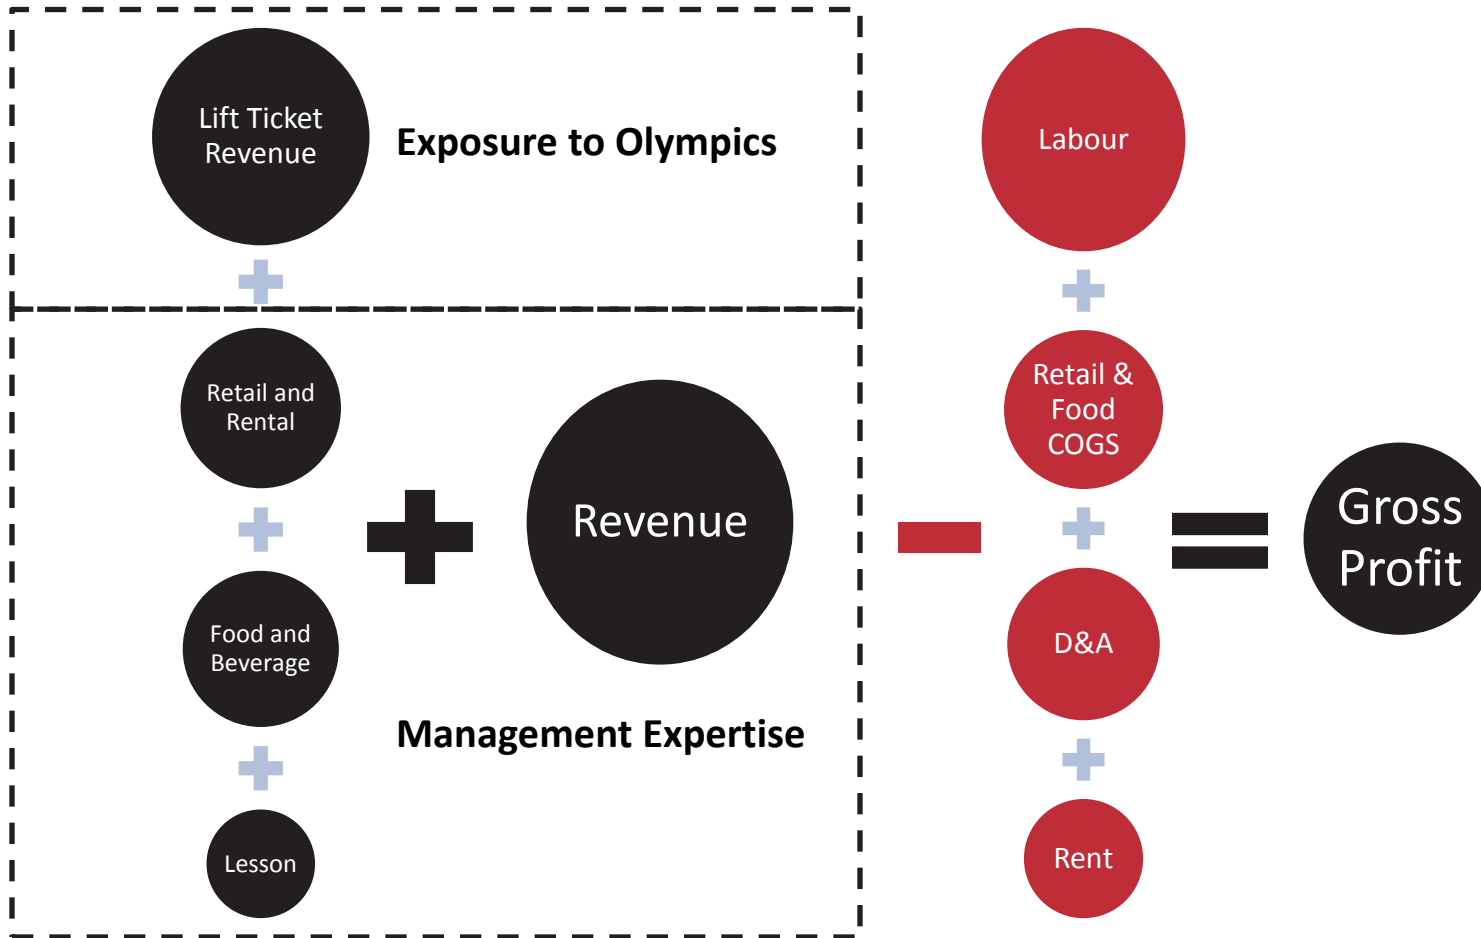 Lift Ticket
Revenue
Exposure to Olympics
Retail and
Rental
Food and
Beverage
Lesson
Revenue
Management Expertise
Labour
Retail &
Food
COGS
D&A
Rent
Gross
Profit